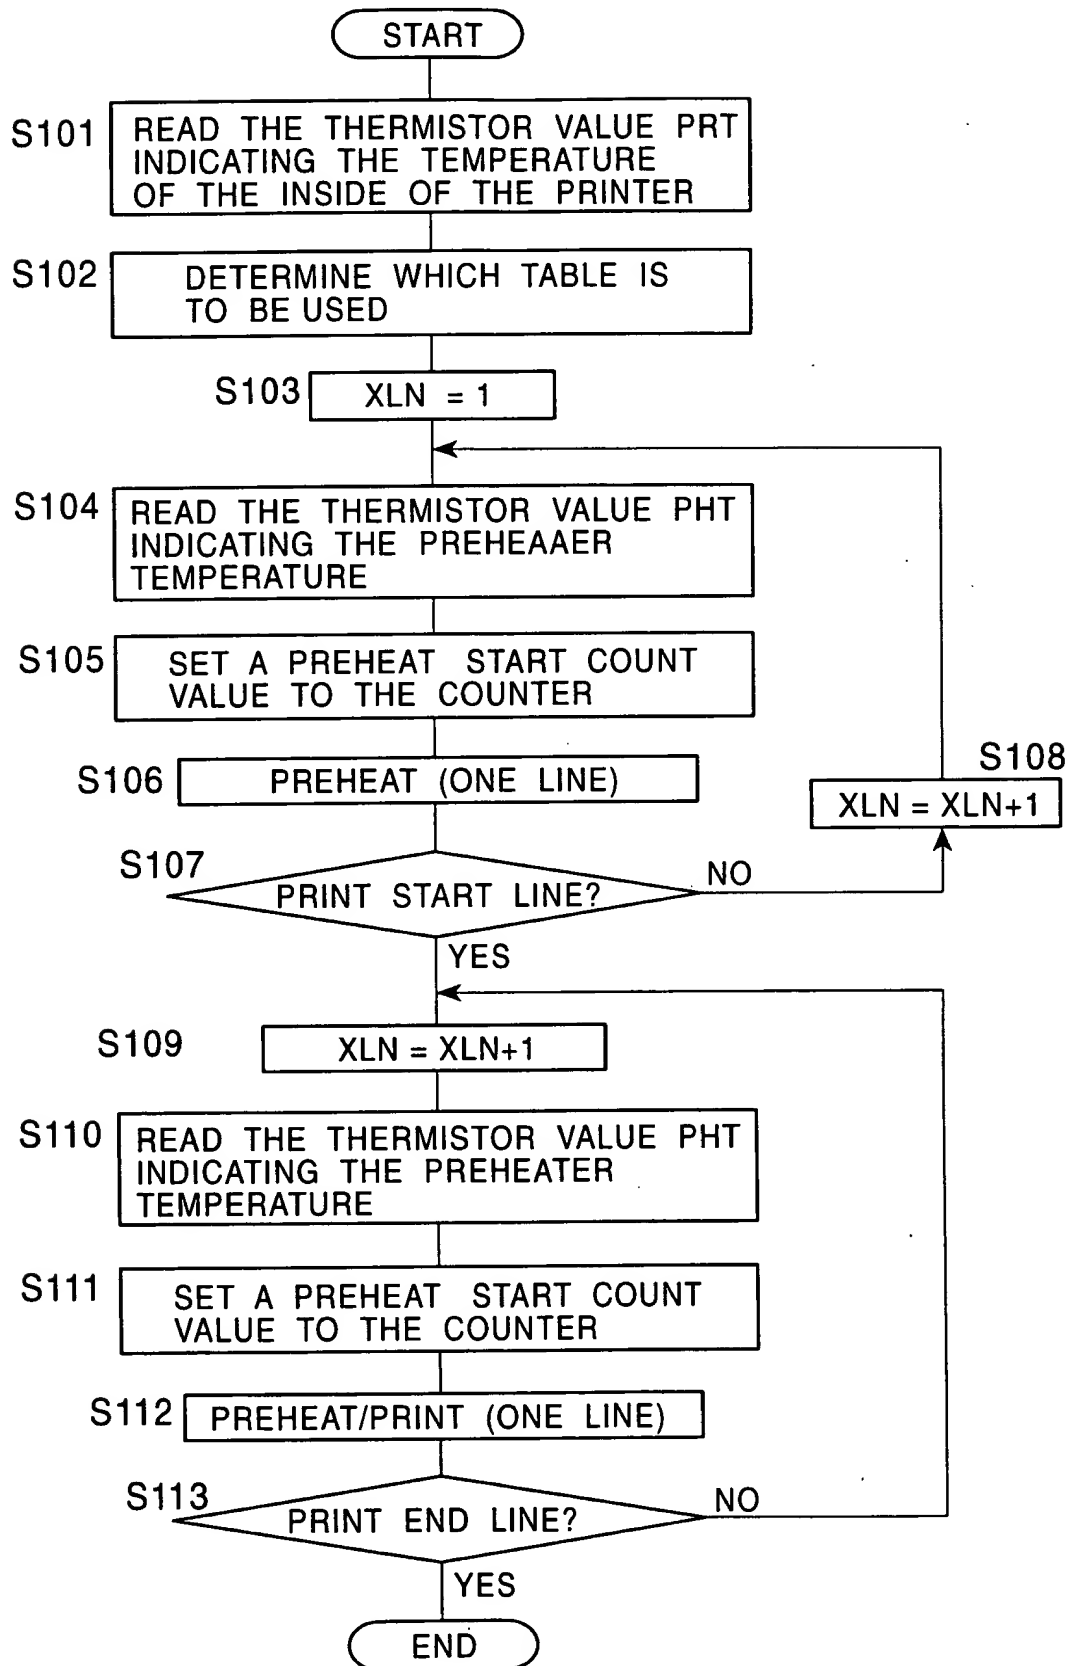 START
S101
READ THE THERMISTOR VALUE PRT
INDICATING THE TEMPERATURE
OF THE INSIDE OF THE PRINTER
S102
DETERMINE WHICH TABLE IS
TO BE USED
S103
XLN = 1
S104
READ THE THERMISTOR VALUE PHT
INDICATING THE PREHEAAER
TEMPERATURE
S105
SET A PREHEAT START COUNT
VALUE TO THE COUNTER
S106
PREHEAT (ONE LINE)
S108
XLN = XLN+1
S107
PRINT START LINE?
NO
YES
S109
XLN = XLN+1
S110
READ THE THERMISTOR VALUE PHT
INDICATING THE PREHEATER
TEMPERATURE
S111
SET A PREHEAT START COUNT
VALUE TO THE COUNTER
S112
PREHEAT/PRINT (ONE LINE)
S113
PRINT END LINE?
NO
YES
END